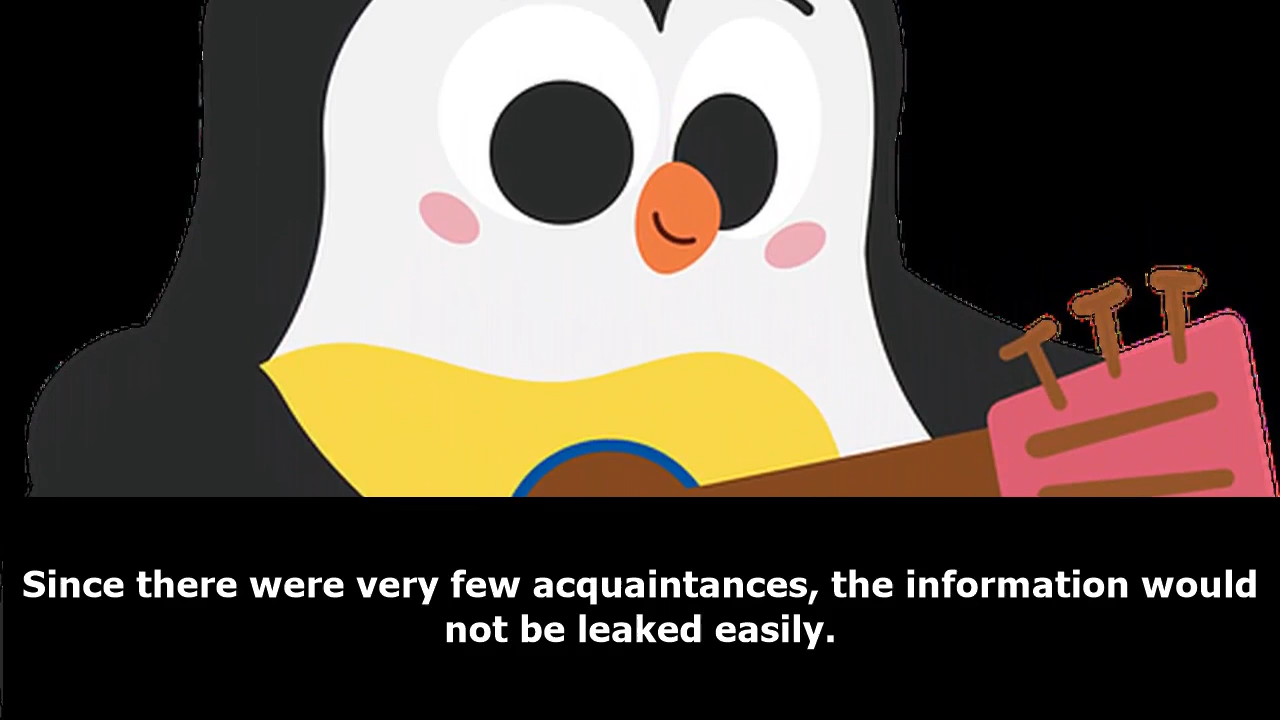 Since there were very few acquaintances, the information would
not be leaked easily.